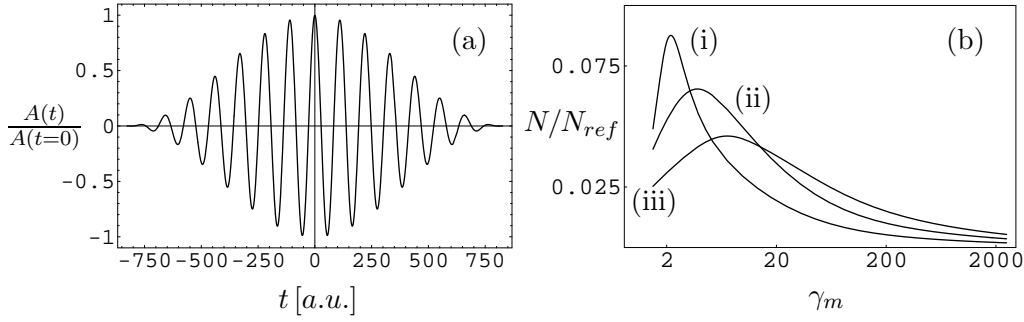 (a)
1
0.5
0
-0.5
-1
A(t)
A(t=0)
-750 -500 -250 0 250 500 750
t [a.u.]
(b)
(i)
(ii)
(iii)
0.075
N/N_ref
0.025
2 20 200 2000
γ_m